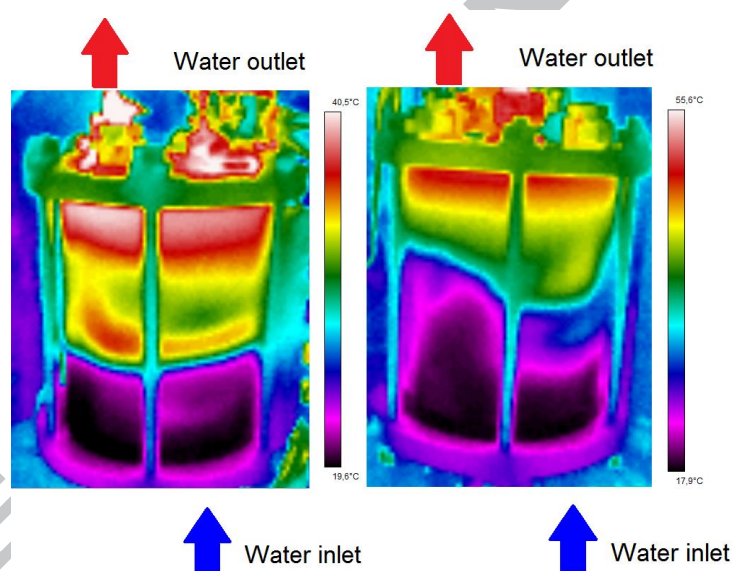 Water outlet
40,5°C
19,6°C
Water inlet
Water outlet
55,6°C
17,9°C
Water inlet